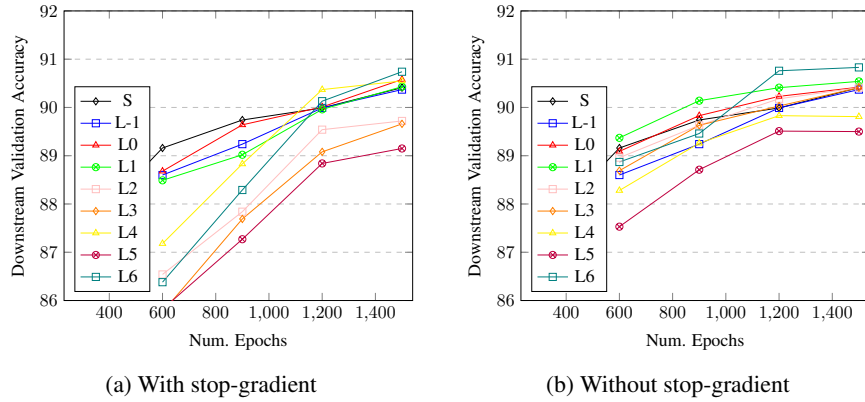 92
91
90
89
88
87
86
Downstream Validation Accuracy
S
L-1
L0
L1
L2
L3
L4
L5
L6
400 600 800 1,000 1,200 1,400
Num. Epochs
(a) With stop-gradient
92
91
90
89
88
87
86
Downstream Validation Accuracy
S
L-1
L0
L1
L2
L3
L4
L5
L6
400 600 800 1,000 1,200 1,400
Num. Epochs
(b) Without stop-gradient